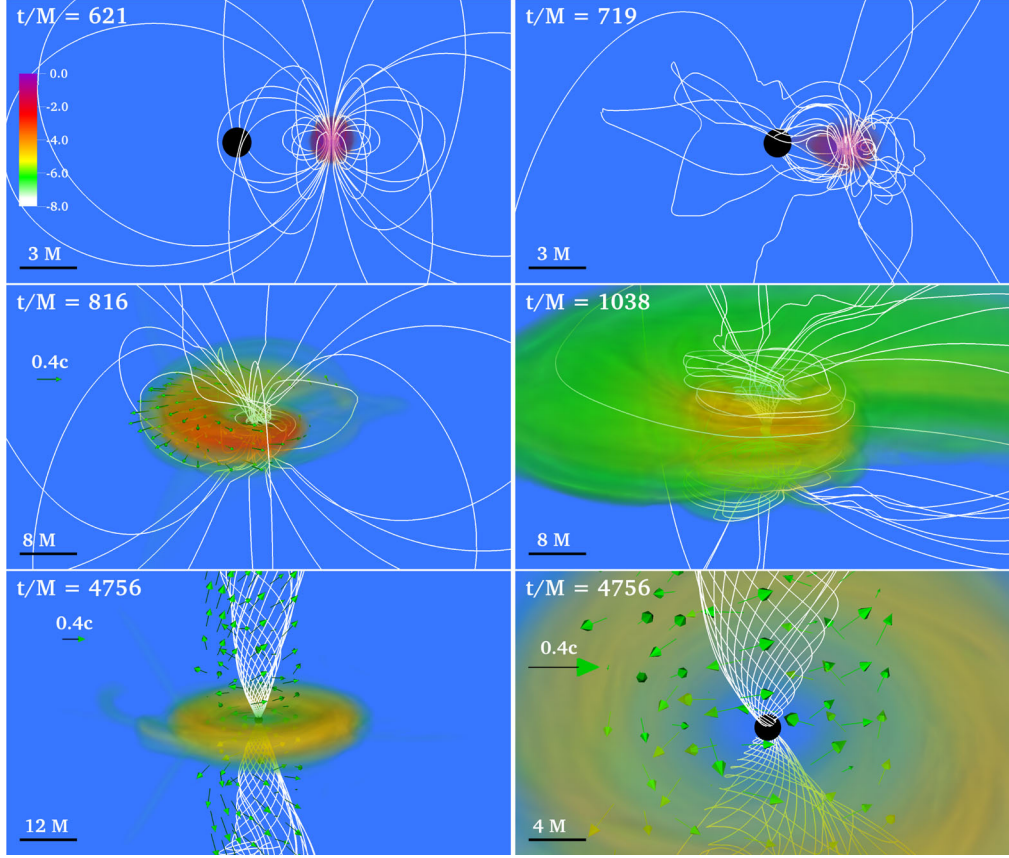 t/M = 621
0.0
-2.0
-4.0
-6.0
-8.0
3 M
t/M = 719
3 M
t/M = 816
0.4c
8 M
t/M = 1038
8 M
t/M = 4756
0.4c
12 M
t/M = 4756
0.4c
4 M